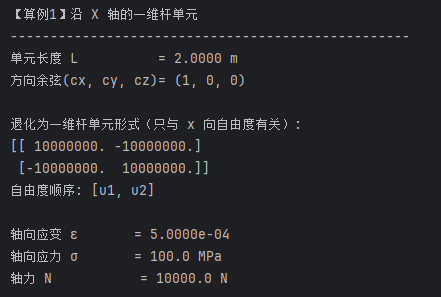 【算例1】沿 X 轴的一维杆单元
--------------------------------------------------
单元长度 L          = 2.0000 m
方向余弦(cx, cy, cz)= (1, 0, 0)
退化为一维杆单元形式（只与 x 向自由度有关）：
[[ 10000000. -10000000.]
 [-10000000.  10000000.]]
自由度顺序: [u1, u2]
轴向应变 ε       = 5.0000e-04
轴向应力 σ       = 100.0 MPa
轴力 N          = 10000.0 N